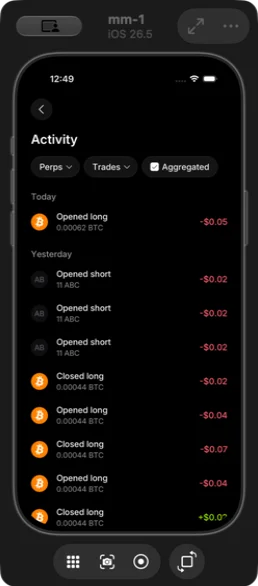 mm-1
iOS 26.5
12:49
Activity
Perps
Trades
Aggregated
Today
Opened long
-$0.05
0.00062 BTC
Yesterday
AB
Opened short
-$0.02
11 ABC
AB
Opened short
-$0.02
11 ABC
AB
Opened short
-$0.02
11 ABC
Closed long
-$0.02
0.00044 BTC
Opened long
-$0.04
0.00044 BTC
Closed long
-$0.07
0.00044 BTC
Opened long
-$0.04
0.00044 BTC
Closed long
0.00044 BTC